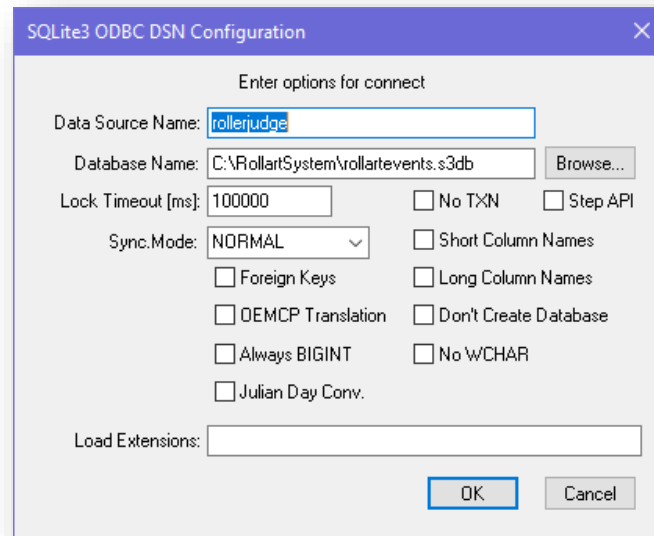 SQLite3 ODBC DSN Configuration
Enter options for connect
Data Source Name: rollerjudge
Database Name: C:\RollartSystem\rollartevents.s3db Browse...
Lock Timeout [ms]: 100000 No TXN Step API
Sync.Mode: NORMAL Short Column Names
Foreign Keys Long Column Names
OEMCP Translation Don't Create Database
Always BIGINT No WCHAR
Julian Day Conv.
Load Extensions:
OK Cancel